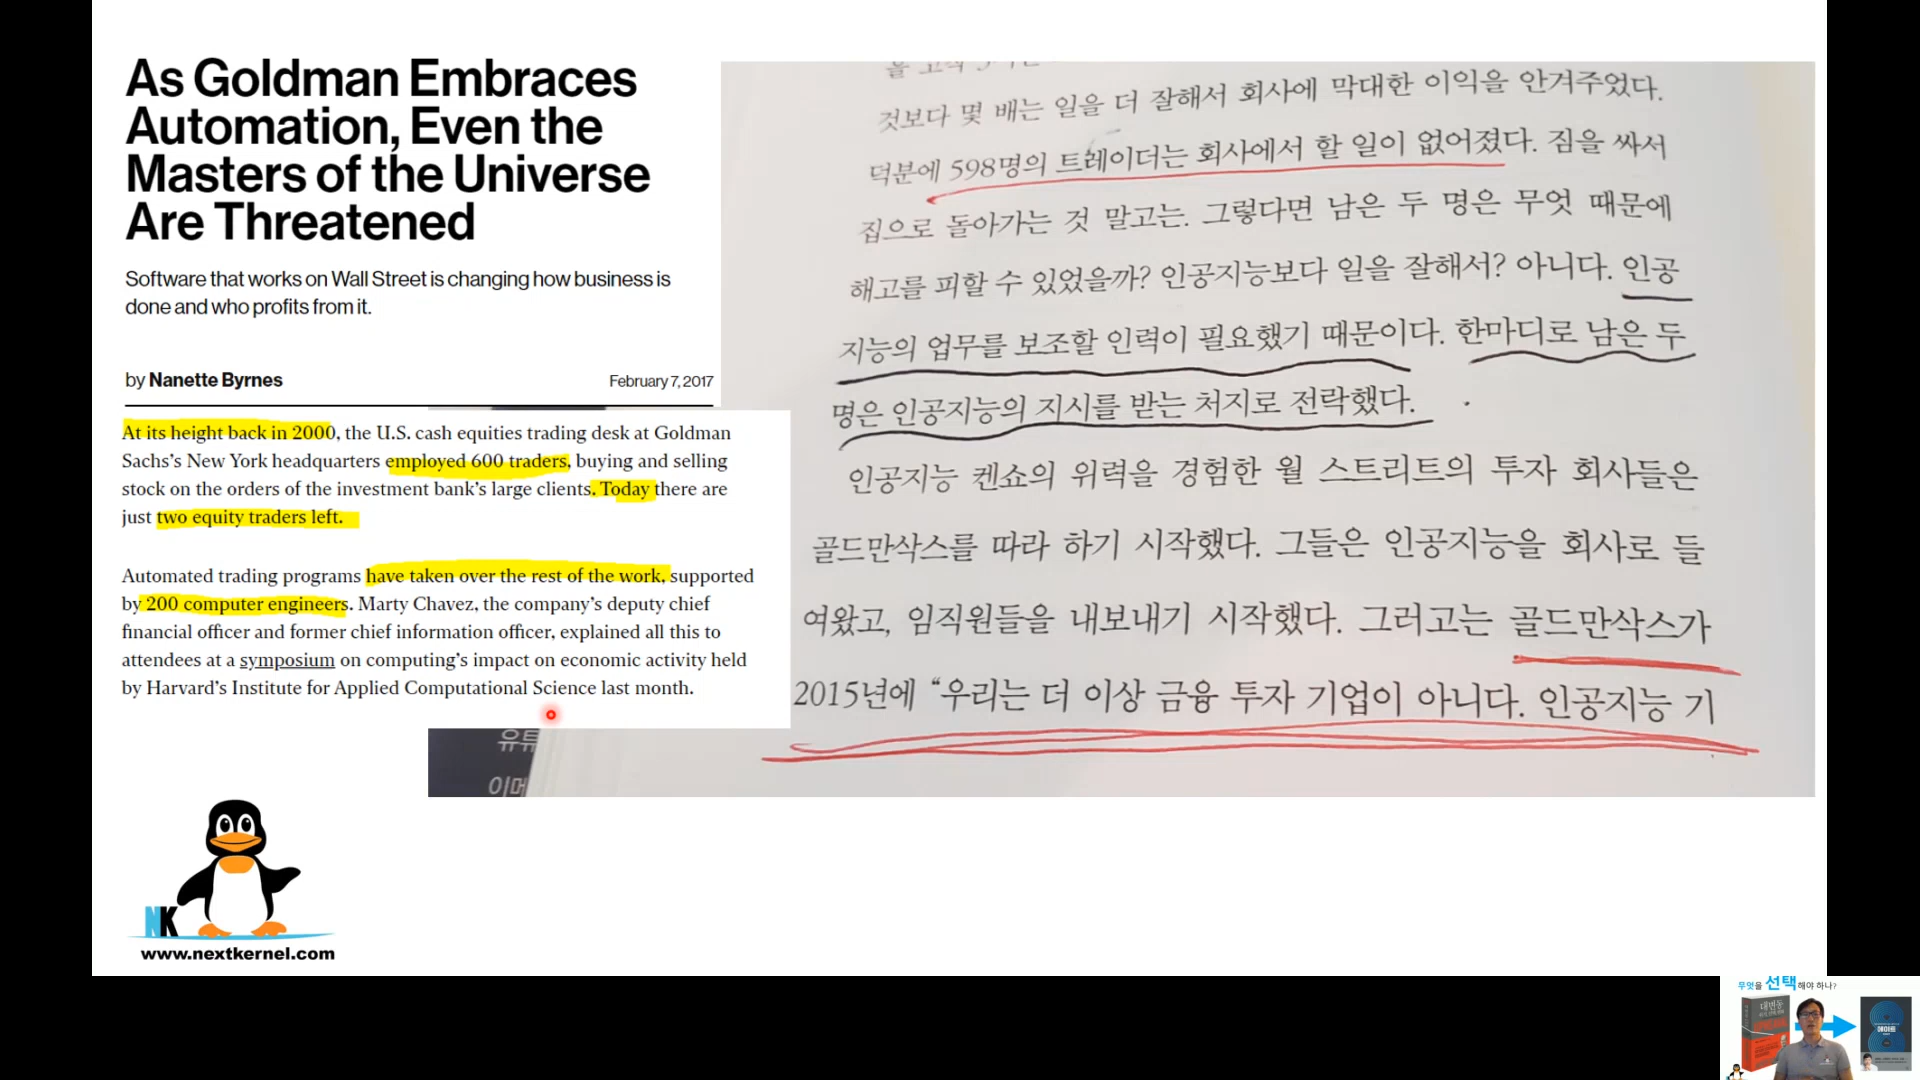 As Goldman Embraces
Automation, Even the
Masters of the Universe
Are Threatened
Software that works on Wall Street is changing how business is
done and who profits from it.
by Nanette Byrnes
February 7, 2017
At its height back in 2000, the U.S. cash equities trading desk at Goldman
Sachs's New York headquarters employed 600 traders, buying and selling
stock on the orders of the investment bank's large clients. Today there are
just two equity traders left.
Automated trading programs have taken over the rest of the work, supported
by 200 computer engineers. Marty Chavez, the company's deputy chief
financial officer and former chief information officer, explained all this to
attendees at a symposium on computing's impact on economic activity held
by Harvard's Institute for Applied Computational Science last month.
것보다 몇 배는 일을 더 잘해서 회사에 막대한 이익을 안겨주었다.
덕분에 598명의 트레이더는 회사에서 할 일이 없어졌다. 짐을 싸서
집으로 돌아가는 것 말고는. 그렇다면 남은 두 명은 무엇 때문에
해고를 피할 수 있었을까? 인공지능보다 일을 잘해서? 아니다. 인공
지능의 업무를 보조할 인력이 필요했기 때문이다. 한마디로 남은 두
명은 인공지능의 지시를 받는 처지로 전락했다.
인공지능 켄쇼의 위력을 경험한 월 스트리트의 투자 회사들은
골드만삭스를 따라 하기 시작했다. 그들은 인공지능을 회사로 들
여왔고, 임직원들을 내보내기 시작했다. 그러고는 골드만삭스가
2015년에 “우리는 더 이상 금융 투자 기업이 아니다. 인공지능 기
유튜
이메
NK
www.nextkernel.com
무엇을 선택해야 하나?
에이트